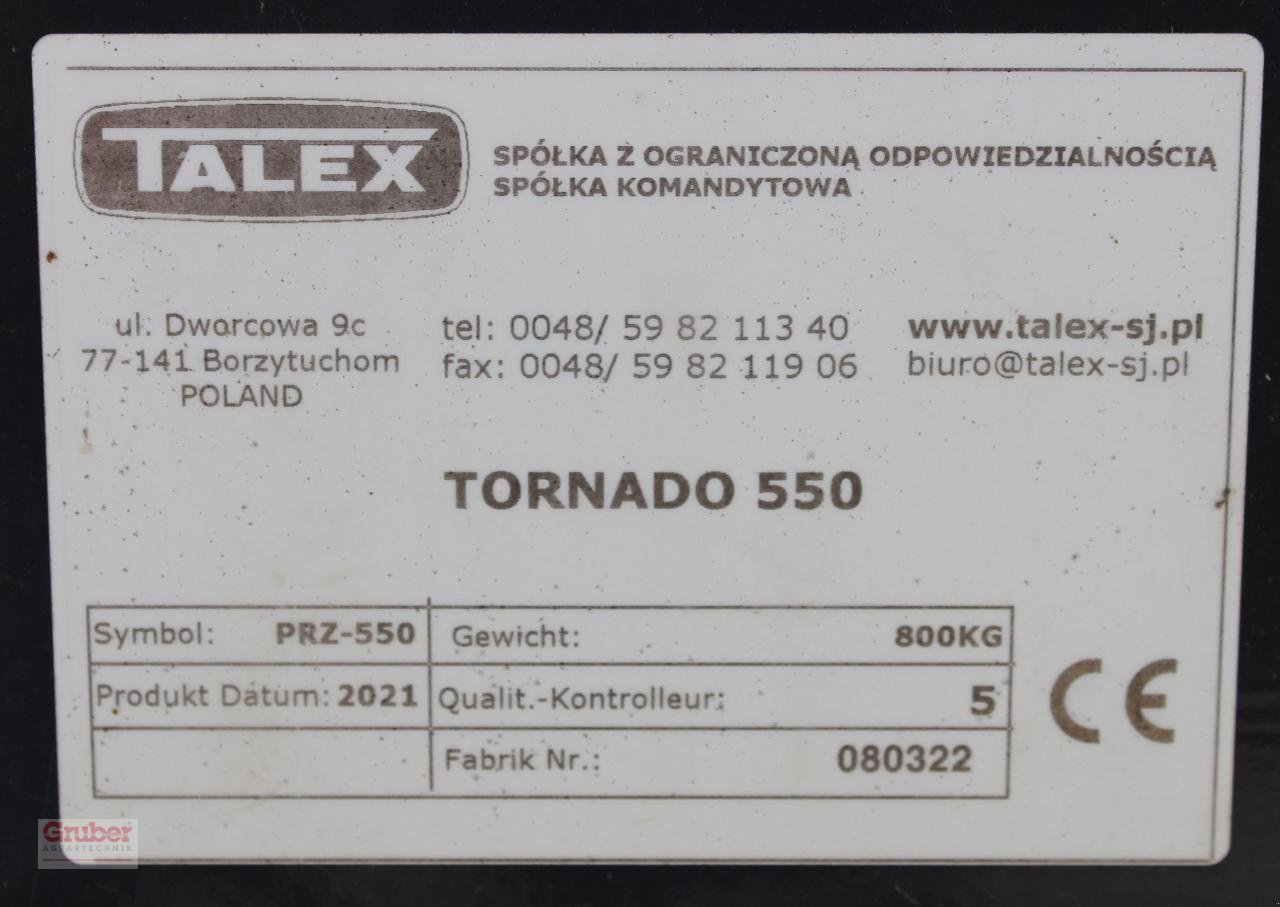 TALEX
SPÓŁKA Z OGRANICZONĄ ODPOWIEDZIALNOŚCIĄ
SPÓŁKA KOMANDYTOWA
ul. Dworcowa 9c
77-141 Borzytuchom
POLAND
tel: 0048/ 59 82 113 40
fax: 0048/ 59 82 119 06
www.talex-sj.pl
biuro@talex-sj.pl
TORNADO 550
Symbol: PRZ-550 Gewicht: 800KG
Produkt Datum: 2021 Qualit.-Kontrolleur: 5
Fabrik Nr.: 080322
CE
Gruber
AGRARTECHNIK